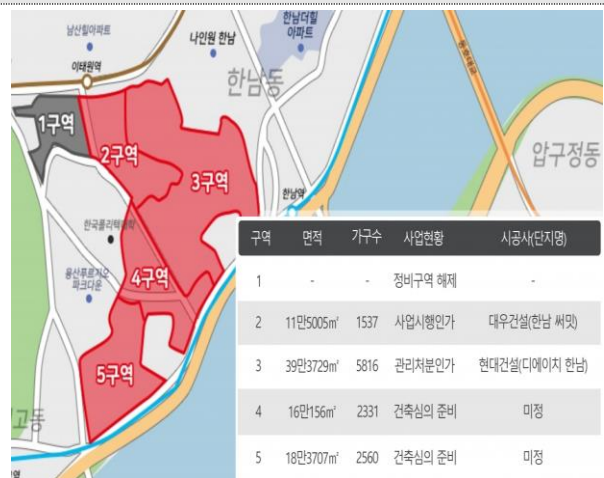 남산힐아파트
나인원 한남
한남더힐
아파트
이태원역
한남동
1구역
2구역
3구역
압구정동
한남역
한국폴리텍대학
4구역
용산푸르지오
파크타운
5구역
구역 면적 가구수 사업현황 시공사(단지명)
1 - - 정비구역 해제 -
2 11만5005㎡ 1537 사업시행인가 대우건설(한남 써밋)
3 39만3729㎡ 5816 관리처분인가 현대건설(디에이치 한남)
4 16만156㎡ 2331 건축심의 준비 미정
5 18만3707㎡ 2560 건축심의 준비 미정